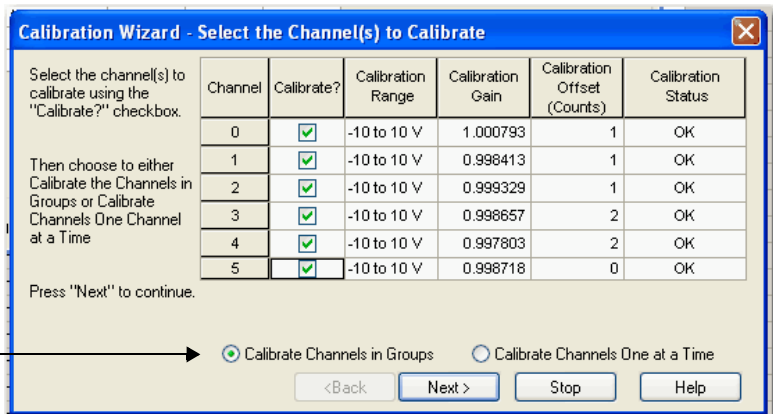 Calibration Wizard - Select the Channel(s) to Calibrate
Select the channel(s) to
calibrate using the
"Calibrate?" checkbox.
Then choose to either
Calibrate the Channels in
Groups or Calibrate
Channels One Channel
at a Time
Press "Next" to continue.
Channel Calibrate? Calibration Range Calibration Gain Calibration Offset (Counts) Calibration Status
0 -10 to 10 V 1.000793 1 OK
1 -10 to 10 V 0.998413 1 OK
2 -10 to 10 V 0.999329 1 OK
3 -10 to 10 V 0.998657 2 OK
4 -10 to 10 V 0.997803 2 OK
5 -10 to 10 V 0.998718 0 OK
Calibrate Channels in Groups Calibrate Channels One at a Time
<Back Next > Stop Help